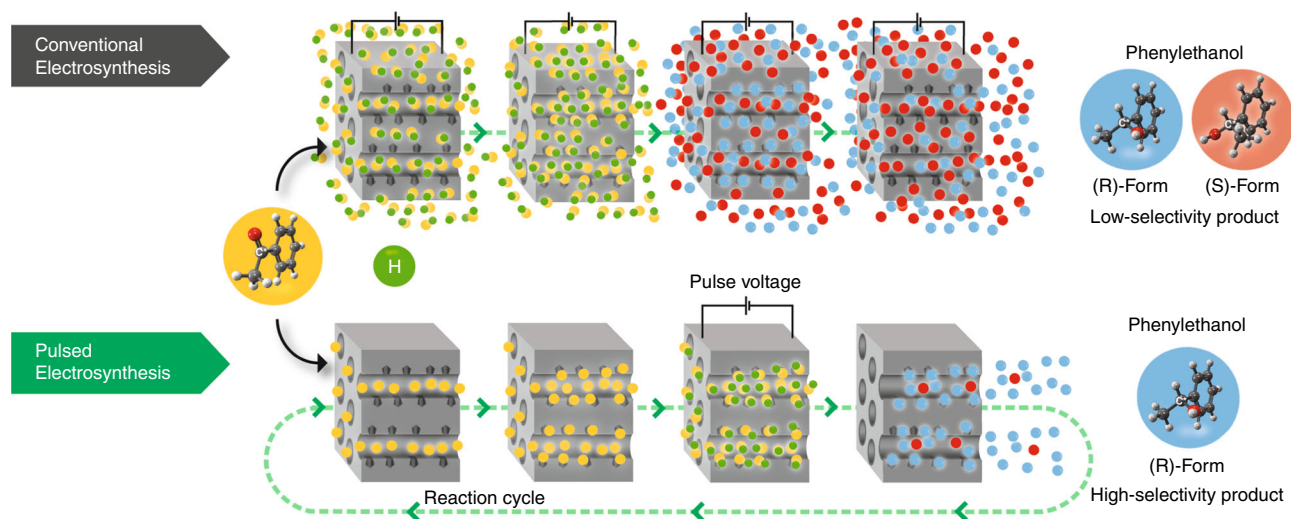 Conventional
Electrosynthesis
Phenylethanol
C
C
(R)-Form
(S)-Form
Low-selectivity product
C
H
Pulse voltage
Pulsed
Electrosynthesis
Phenylethanol
C
(R)-Form
Reaction cycle
High-selectivity product